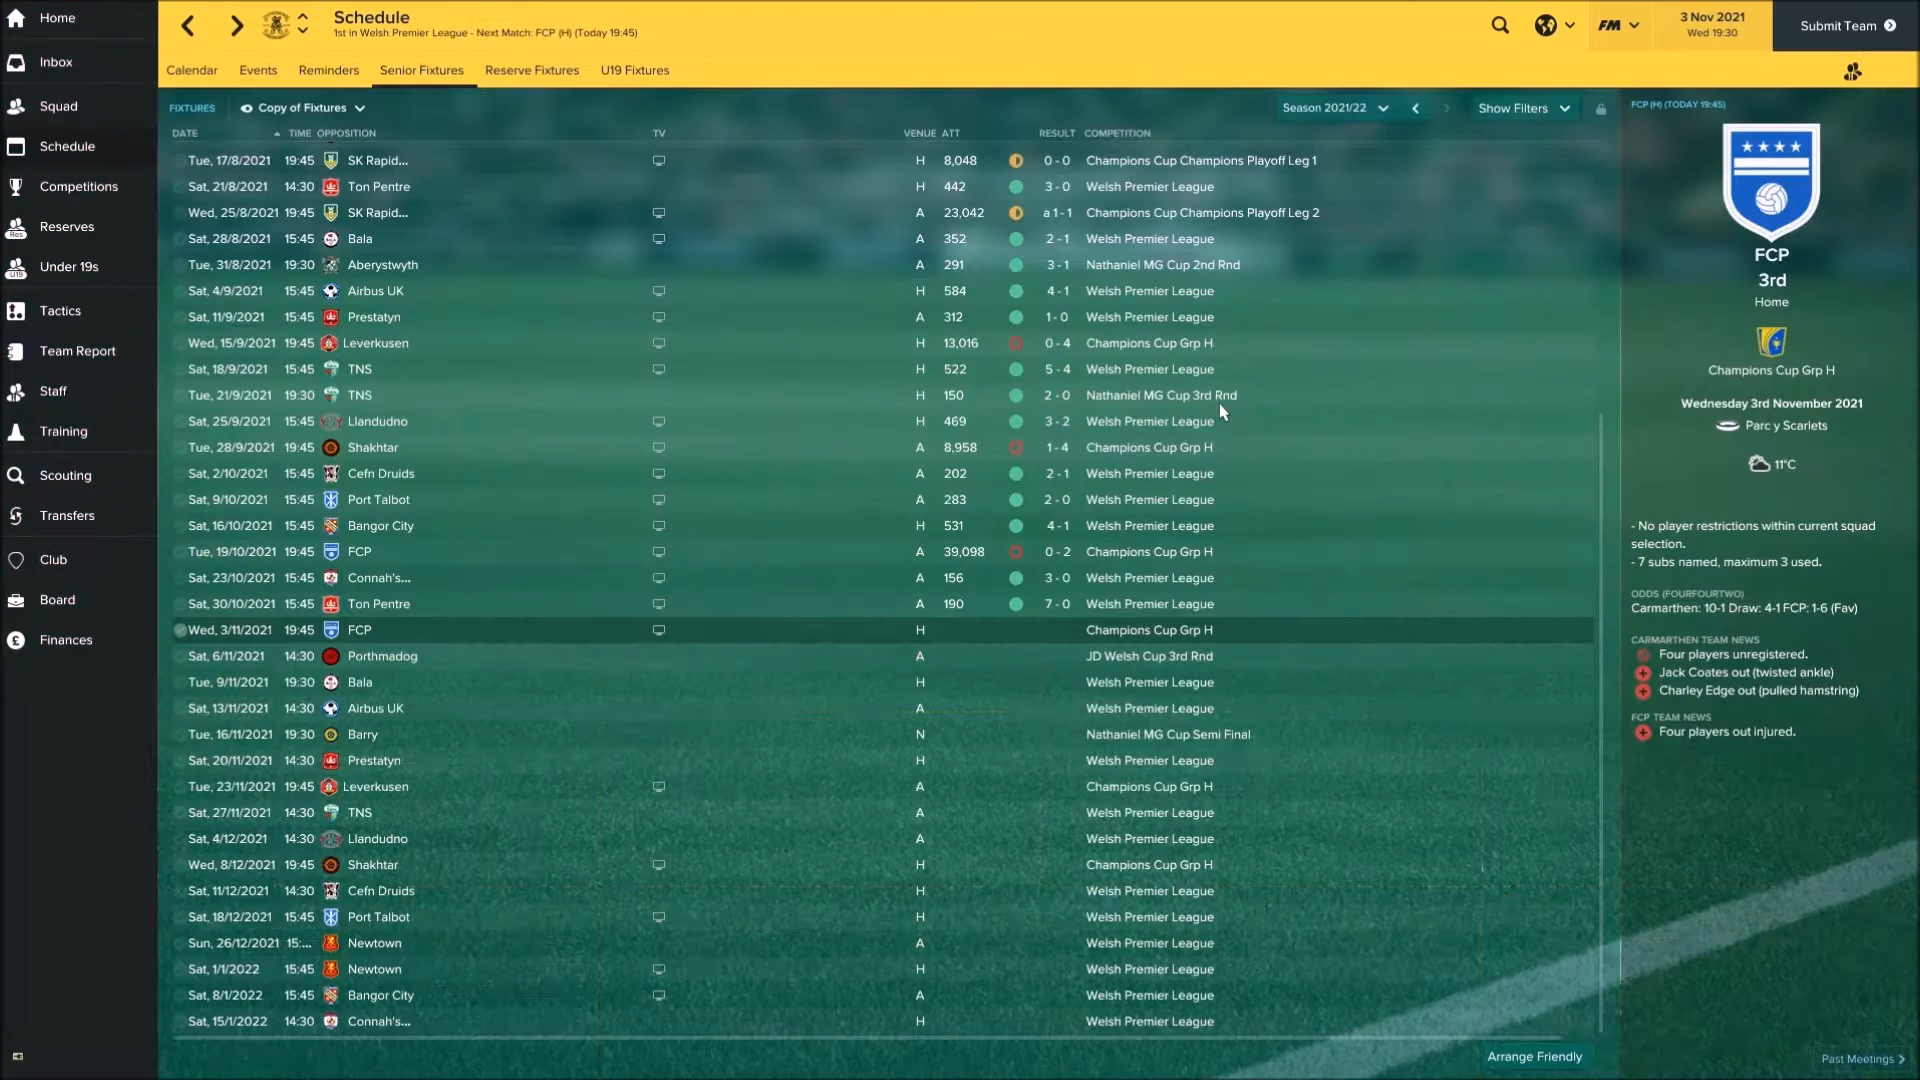 Home
Inbox
Squad
Schedule
Competitions
Reserves
Under 19s
Tactics
Team Report
Staff
Training
Scouting
Transfers
Club
Board
Finances
Schedule
1st in Welsh Premier League - Next Match: FCP (H) (Today 19:45)
FM
3 Nov 2021
Wed 19:30
Submit Team
Calendar Events Reminders Senior Fixtures Reserve Fixtures U19 Fixtures
FIXTURES Copy of Fixtures Season 2021/22 Show Filters
DATE TIME OPPOSITION TV VENUE ATT RESULT COMPETITION
Tue, 17/8/2021 19:45 SK Rapid... H 8,048 0 - 0 Champions Cup Champions Playoff Leg 1
Sat, 21/8/2021 14:30 Ton Pentre H 442 3 - 0 Welsh Premier League
Wed, 25/8/2021 19:45 SK Rapid... A 23,042 a 1 - 1 Champions Cup Champions Playoff Leg 2
Sat, 28/8/2021 15:45 Bala A 352 2 - 1 Welsh Premier League
Tue, 31/8/2021 19:30 Aberystwyth A 291 3 - 1 Nathaniel MG Cup 2nd Rnd
Sat, 4/9/2021 15:45 Airbus UK H 584 4 - 1 Welsh Premier League
Sat, 11/9/2021 15:45 Prestatyn A 312 1 - 0 Welsh Premier League
Wed, 15/9/2021 19:45 Leverkusen H 13,016 0 - 4 Champions Cup Grp H
Sat, 18/9/2021 15:45 TNS H 522 5 - 4 Welsh Premier League
Tue, 21/9/2021 19:30 TNS H 150 2 - 0 Nathaniel MG Cup 3rd Rnd
Sat, 25/9/2021 15:45 Llandudno H 469 3 - 2 Welsh Premier League
Tue, 28/9/2021 19:45 Shakhtar A 8,958 1 - 4 Champions Cup Grp H
Sat, 2/10/2021 15:45 Cefn Druids A 202 2 - 1 Welsh Premier League
Sat, 9/10/2021 15:45 Port Talbot A 283 2 - 0 Welsh Premier League
Sat, 16/10/2021 15:45 Bangor City H 531 4 - 1 Welsh Premier League
Tue, 19/10/2021 19:45 FCP A 39,098 0 - 2 Champions Cup Grp H
Sat, 23/10/2021 15:45 Connah's... A 156 3 - 0 Welsh Premier League
Sat, 30/10/2021 15:45 Ton Pentre A 190 7 - 0 Welsh Premier League
Wed, 3/11/2021 19:45 FCP H Champions Cup Grp H
Sat, 6/11/2021 14:30 Porthmadog A JD Welsh Cup 3rd Rnd
Tue, 9/11/2021 19:30 Bala H Welsh Premier League
Sat, 13/11/2021 14:30 Airbus UK A Welsh Premier League
Tue, 16/11/2021 19:30 Barry N Nathaniel MG Cup Semi Final
Sat, 20/11/2021 14:30 Prestatyn H Welsh Premier League
Tue, 23/11/2021 19:45 Leverkusen A Champions Cup Grp H
Sat, 27/11/2021 14:30 TNS A Welsh Premier League
Sat, 4/12/2021 14:30 Llandudno A Welsh Premier League
Wed, 8/12/2021 19:45 Shakhtar H Champions Cup Grp H
Sat, 11/12/2021 14:30 Cefn Druids H Welsh Premier League
Sat, 18/12/2021 15:45 Port Talbot H Welsh Premier League
Sun, 26/12/2021 15:... Newtown A Welsh Premier League
Sat, 1/1/2022 15:45 Newtown H Welsh Premier League
Sat, 8/1/2022 15:45 Bangor City A Welsh Premier League
Sat, 15/1/2022 14:30 Connah's... H Welsh Premier League
Arrange Friendly
FCP (H) (TODAY 19:45)
FCP
3rd
Home
Champions Cup Grp H
Wednesday 3rd November 2021
Parc y Scarlets
11°C
- No player restrictions within current squad
selection.
- 7 subs named, maximum 3 used.
ODDS (FOURFOURTWO)
Carmarthen: 10-1 Draw: 4-1 FCP: 1-6 (Fav)
CARMARTHEN TEAM NEWS
Four players unregistered.
Jack Coates out (twisted ankle)
Charley Edge out (pulled hamstring)
FCP TEAM NEWS
Four players out injured.
Past Meetings